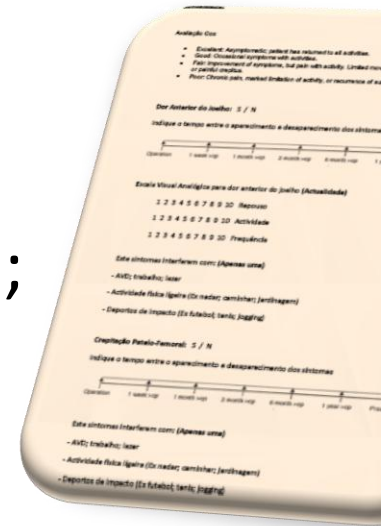 Avaliação Cox
• Excellent: Asymptomatic; patient has returned to all activities.
• Good: Occasional symptoms with activities.
• Fair: Improvement of symptoms, but pain with activity. Limited
or painful crepitus.
• Poor: Chronic pain, marked limitation of activity, or recurrence of
Dor Anterior do Joelho: S / N
Indique o tempo entre o aparecimento e desaparecimento dos sintomas
Operation 1 week +op 1 month +op 3 month +op 6 month +op
Escala Visual Analógica para dor anterior do joelho (Actualidade)
1 2 3 4 5 6 7 8 9 10 Repouso
1 2 3 4 5 6 7 8 9 10 Actividade
1 2 3 4 5 6 7 8 9 10 Frequência
;
Este sintomas interferem com: (Apenas uma)
- AVD; trabalho; lazer
- Actividade física ligeira (Ex nadar; caminhar; jardinagem)
- Deportos de impacto (Ex futebol; tenis; jogging)
Crepitação Patelo-Femoral: S / N
Indique o tempo entre o aparecimento e desaparecimento dos sintomas
Operation 1 week +op 1 month +op 3 month +op 6 month +op 1 year +op
Este sintomas interferem com: (Apenas uma)
- AVD; trabalho; lazer
- Actividade física ligeira (Ex nadar; caminhar; jardinagem)
- Deportos de impacto (Ex futebol; tenis; jogging)